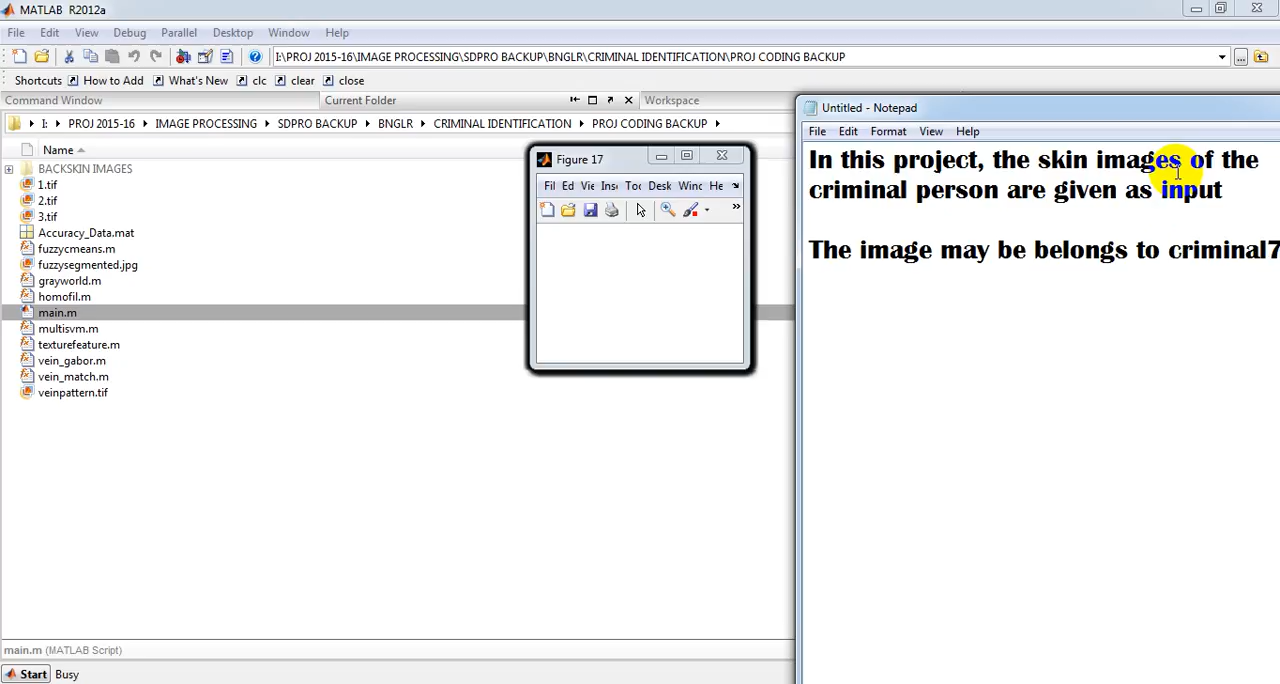 MATLAB R2012a
File Edit View Debug Parallel Desktop Window Help
I:\PROJ 2015-16\IMAGE PROCESSING\SDPRO BACKUP\BNGLR\CRIMINAL IDENTIFICATION\PROJ CODING BACKUP
Shortcuts How to Add What's New clc clear close
Command Window Current Folder Workspace
I: PROJ 2015-16 IMAGE PROCESSING SDPRO BACKUP BNGLR CRIMINAL IDENTIFICATION PROJ CODING BACKUP
Name
BACKSKIN IMAGES
1.tif
2.tif
3.tif
Accuracy_Data.mat
fuzzycmeans.m
fuzzysegmented.jpg
grayworld.m
homofil.m
main.m
multisvm.m
texturefeature.m
vein_gabor.m
vein_match.m
veinpattern.tif
main.m (MATLAB Script)
Start Busy
Figure 17
Fil Ed Vie Ins Toc Desk Winc He
Untitled - Notepad
File Edit Format View Help
In this project, the skin images of the
criminal person are given as input
The image may be belongs to criminal7